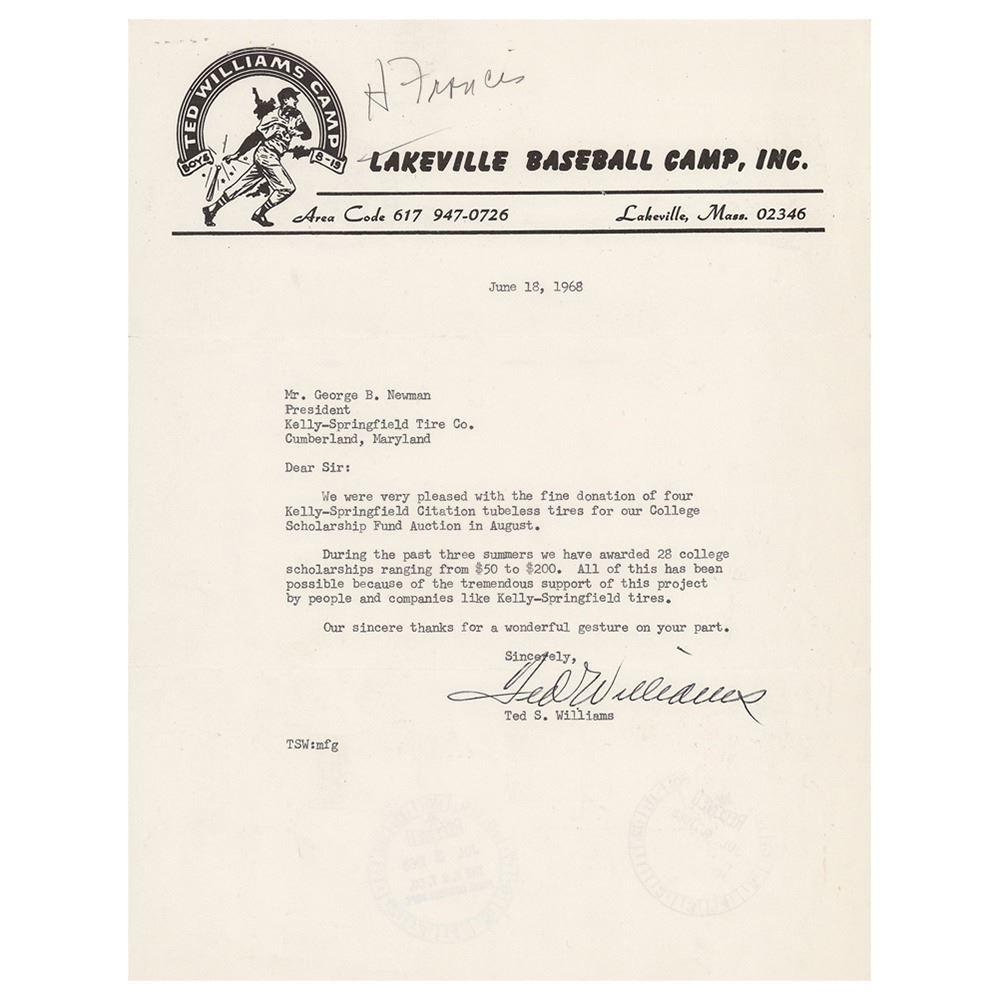 TED WILLIAMS CAMP
BOYS 8-19
H Francis
LAKEVILLE BASEBALL CAMP, INC.
Area Code 617 947-0726 Lakeville, Mass. 02346
June 18, 1968
Mr. George B. Newman
President
Kelly-Springfield Tire Co.
Cumberland, Maryland
Dear Sir:
We were very pleased with the fine donation of four
Kelly-Springfield Citation tubeless tires for our College
Scholarship Fund Auction in August.
During the past three summers we have awarded 28 college
scholarships ranging from $50 to $200. All of this has been
possible because of the tremendous support of this project
by people and companies like Kelly-Springfield tires.
Our sincere thanks for a wonderful gesture on your part.
Sincerely,
Ted Williams
Ted S. Williams
TSW:mfg